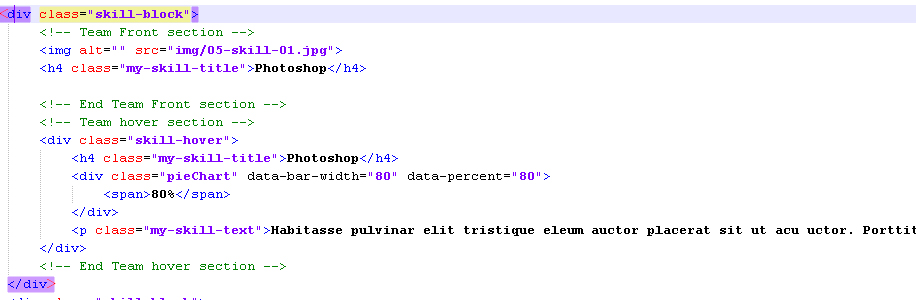 <div class="skill-block">
<!-- Team Front section -->
<img alt="" src="img/05-skill-01.jpg">
<h4 class="my-skill-title">Photoshop</h4>
<!-- End Team Front section -->
<!-- Team hover section -->
<div class="skill-hover">
<h4 class="my-skill-title">Photoshop</h4>
<div class="pieChart" data-bar-width="80" data-percent="80">
<span>80%</span>
</div>
<p class="my-skill-text">Habitasse pulvinar elit tristique eleum auctor placerat sit ut acu uctor. Porttit
</div>
<!-- End Team hover section -->
</div>